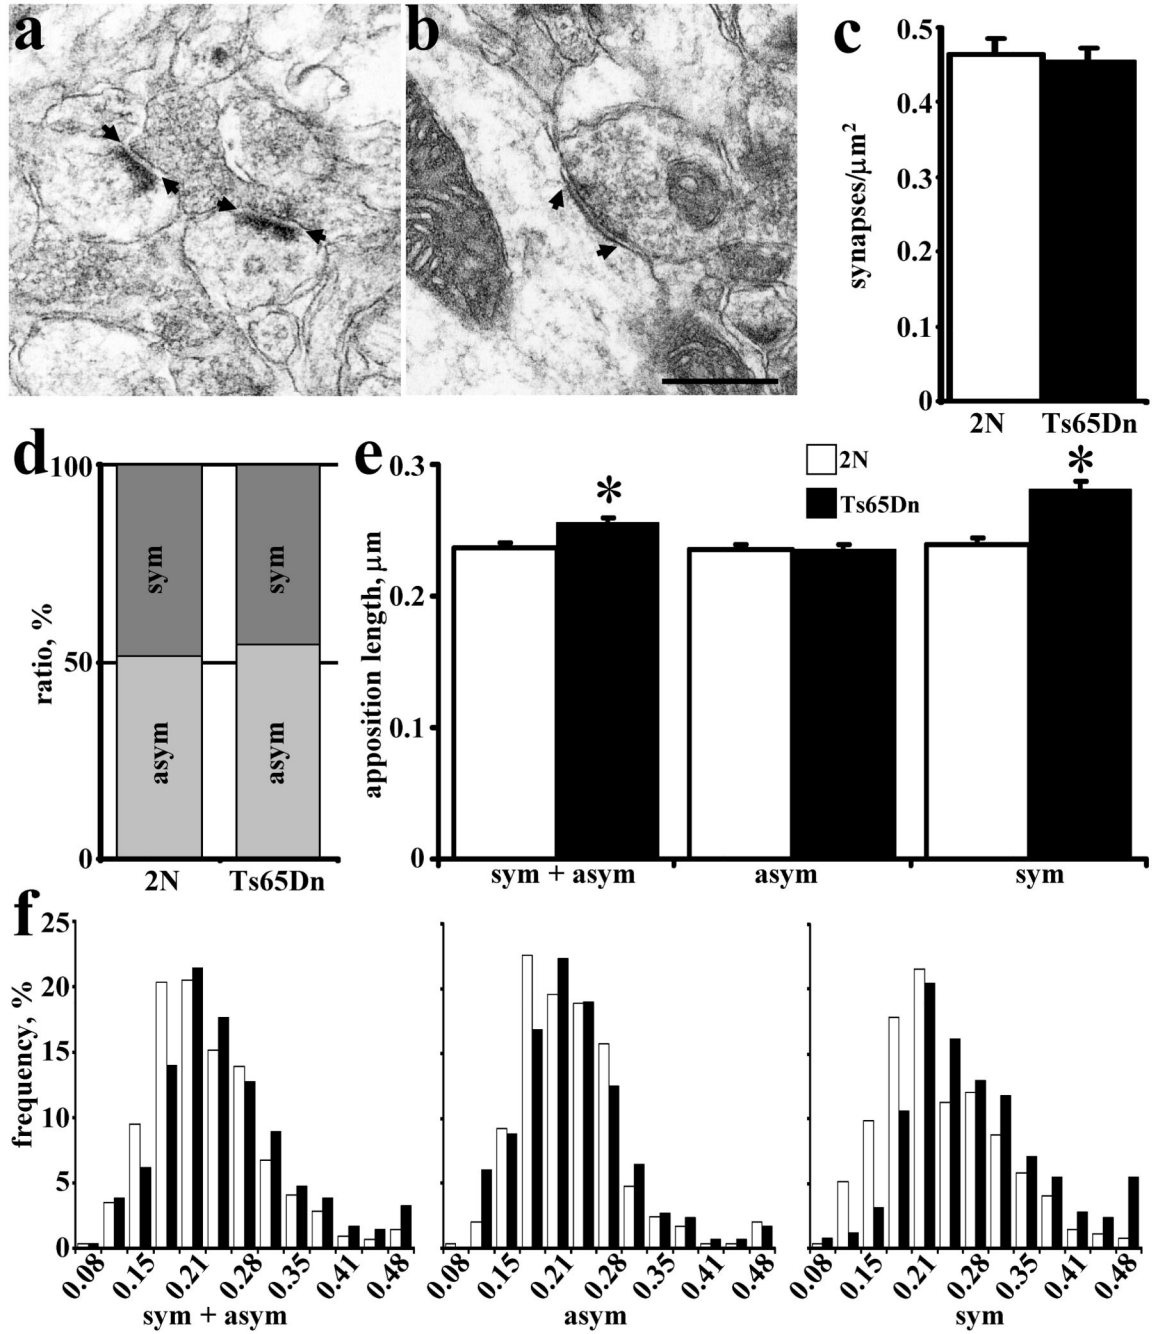 a
b
c
0.5
0.4
0.3
0.2
0.1
0
synapses/μm²
2N
Ts65Dn
d
100
50
0
ratio, %
sym
sym
asym
asym
2N
Ts65Dn
e
0.3
0.2
0.1
0
apposition length, μm
2N
Ts65Dn
*
*
sym + asym
asym
sym
f
25
20
15
10
5
0
frequency, %
0.08
0.15
0.21
0.28
0.35
0.41
0.48
sym + asym
0.08
0.15
0.21
0.28
0.35
0.41
0.48
asym
0.08
0.15
0.21
0.28
0.35
0.41
0.48
sym